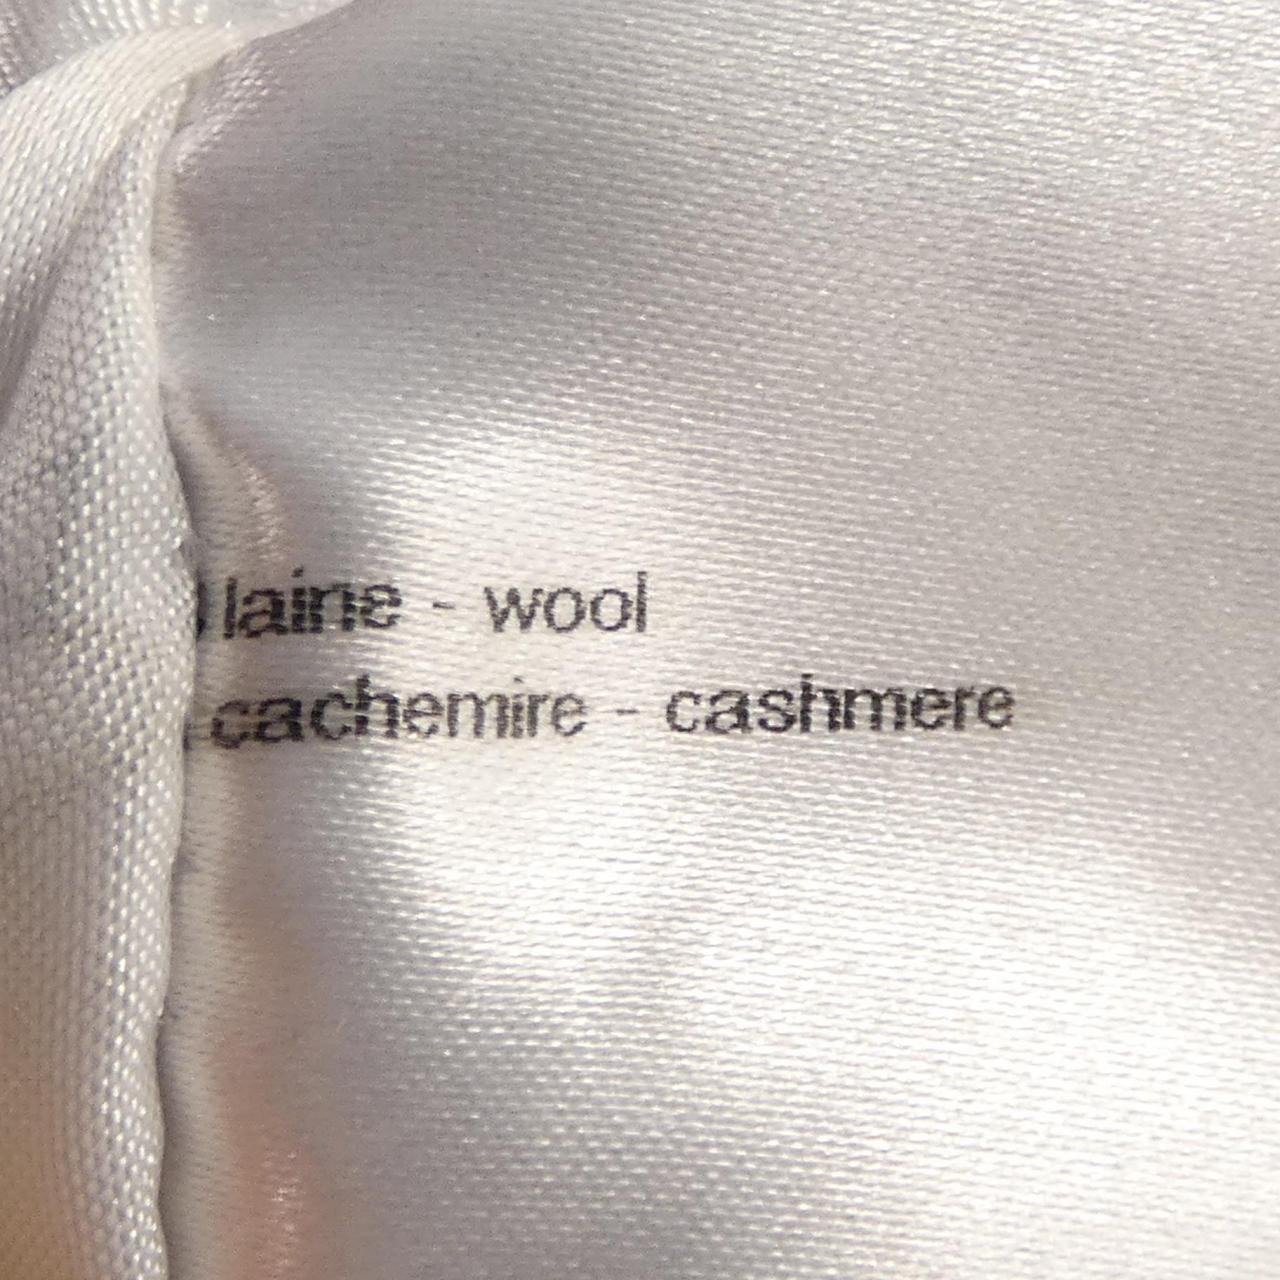 laine - wool
cachemire - cashmere